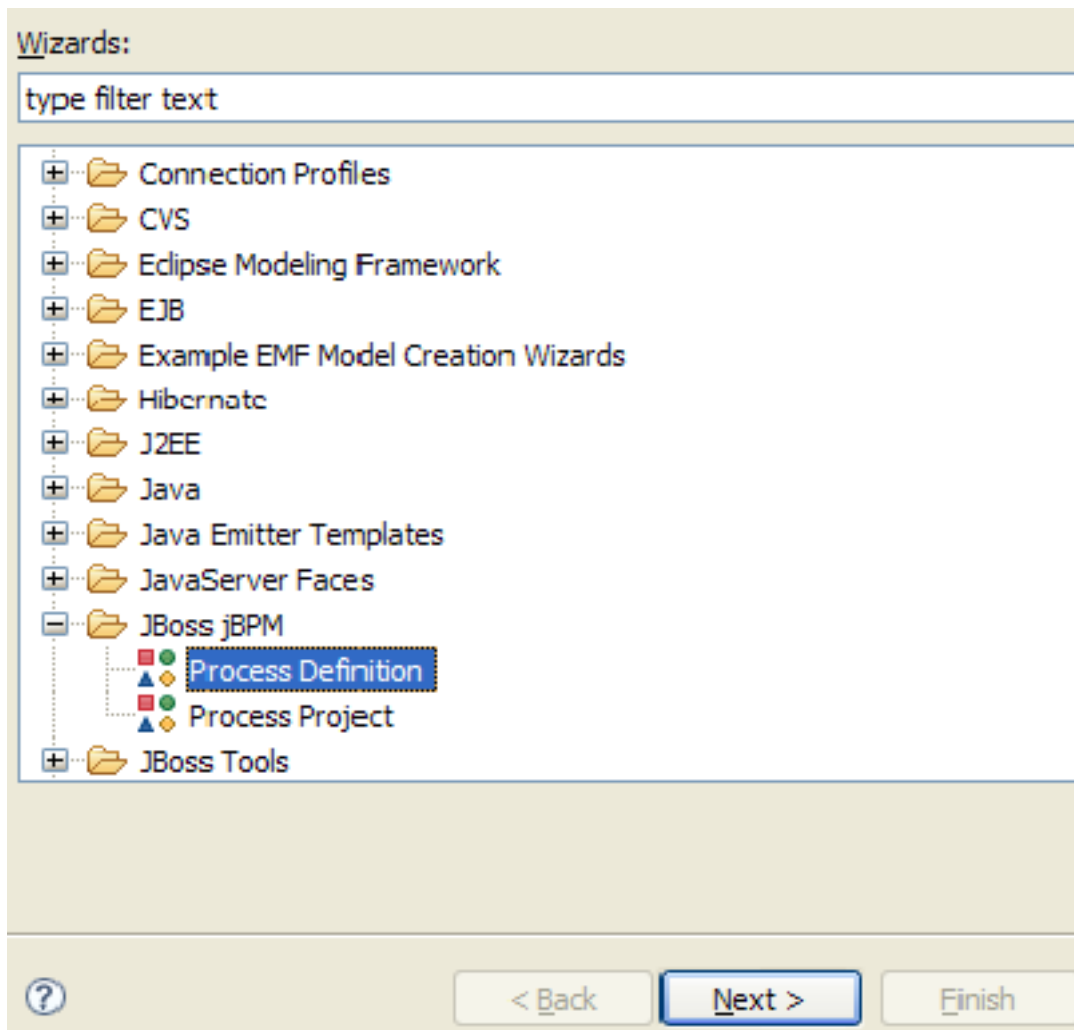 Wizards:
type filter text
Connection Profiles
CVS
Eclipse Modeling Framework
EJB
Example EMF Model Creation Wizards
Hibernate
J2EE
Java
Java Emitter Templates
JavaServer Faces
JBoss jBPM
Process Definition
Process Project
JBoss Tools
? < Back Next > Finish